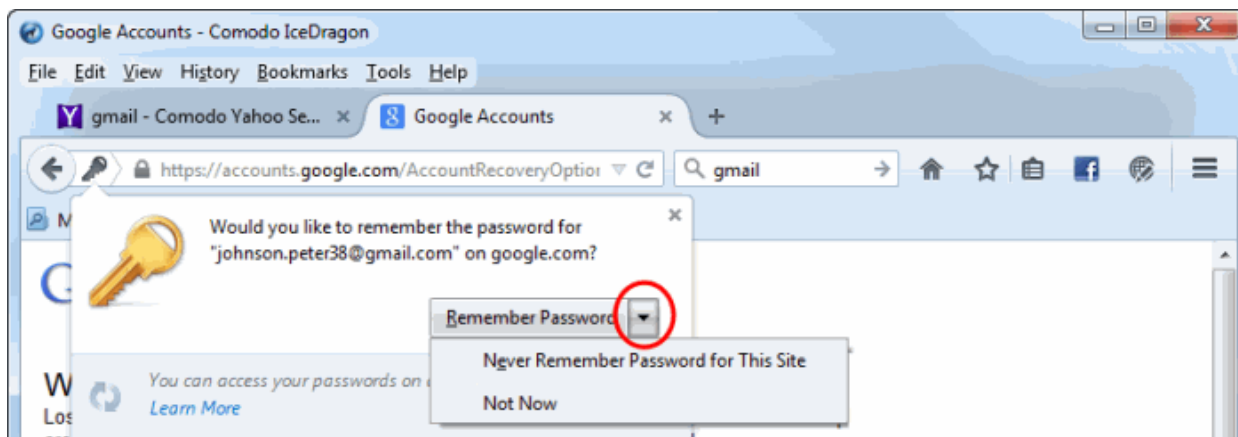 Google Accounts - Comodo IceDragon
File Edit View History Bookmarks Tools Help
gmail - Comodo Yahoo Se... Google Accounts
https://accounts.google.com/AccountRecoveryOption gmail
M
Would you like to remember the password for
"johnson.peter38@gmail.com" on google.com?
G
Remember Password
Never Remember Password for This Site
W
You can access your passwords on
Learn More
Not Now
Los